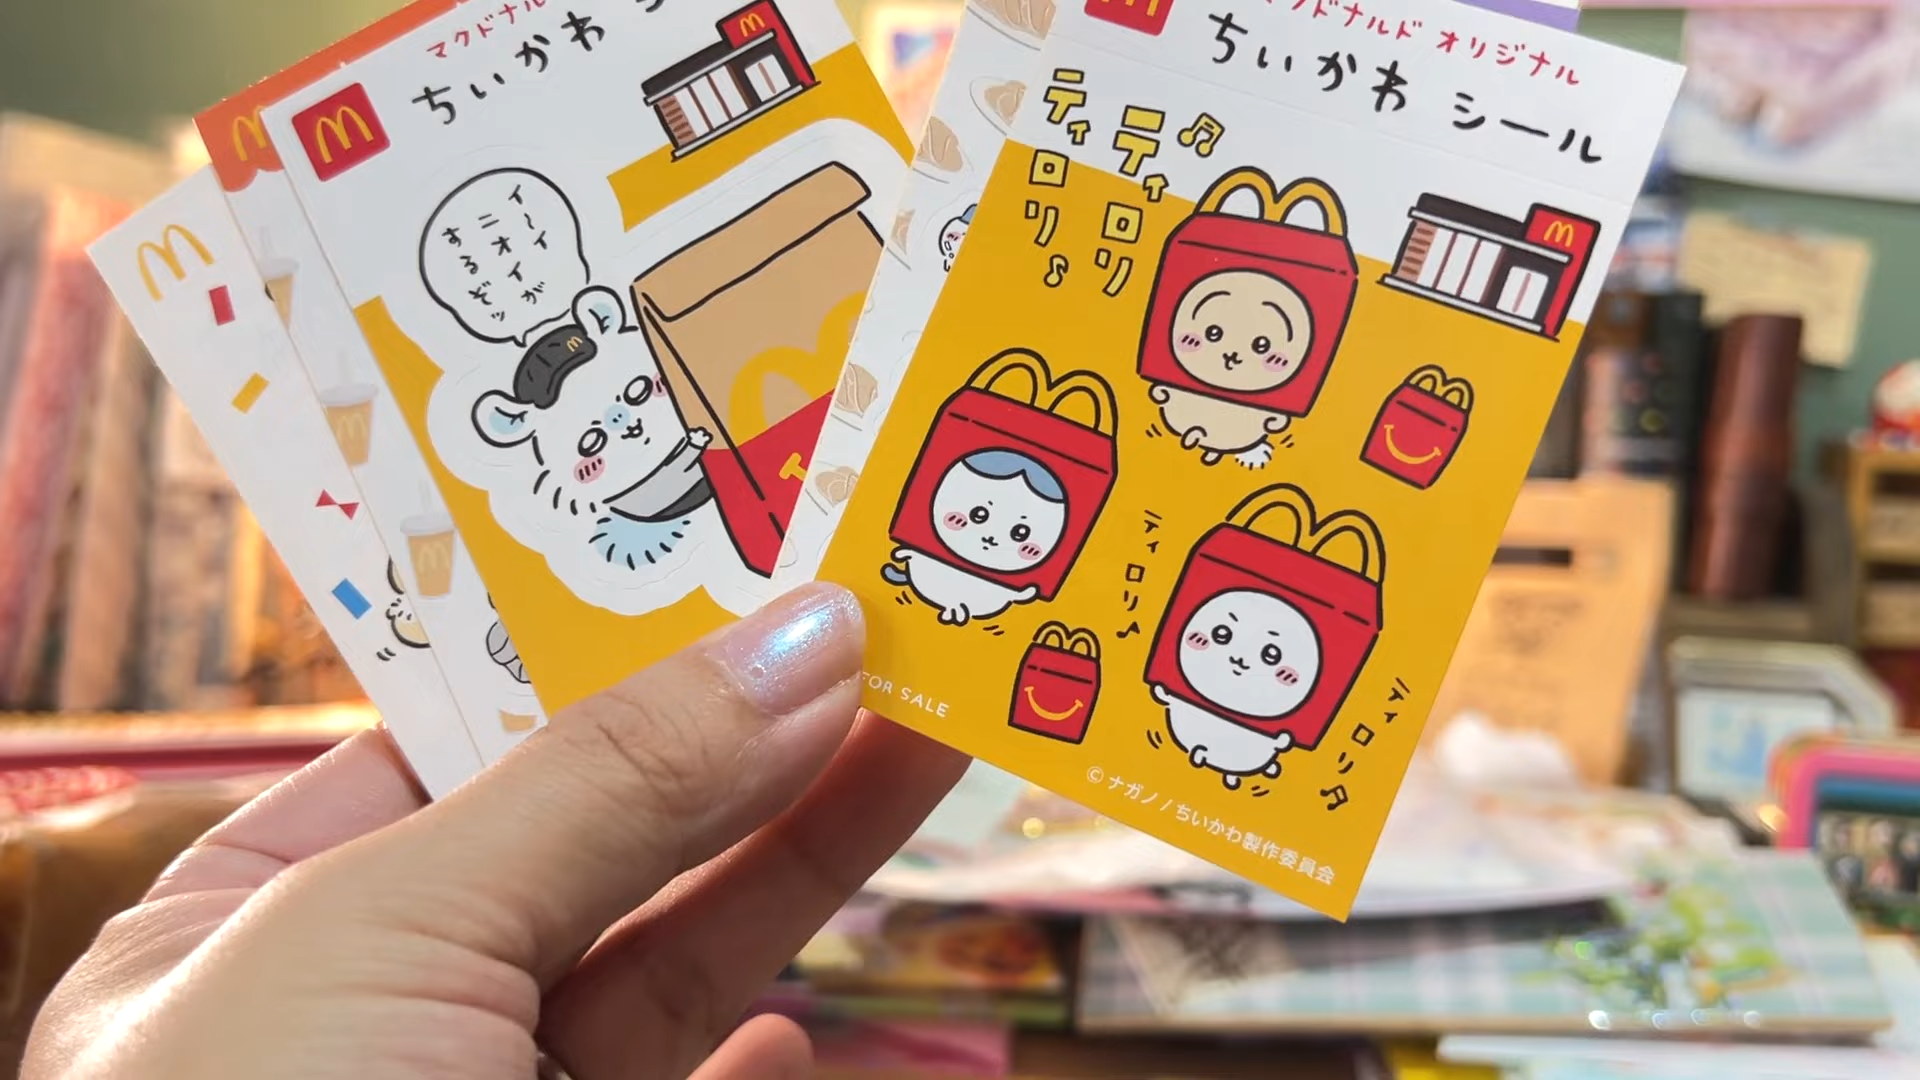 マクドナル
ちいかわ
イ〜イ
ニオイが
するぞッ
マクドナルド オリジナル
ちいかわ シール
ティロリ
ティロリ
ティロリ
ティロリ
FOR SALE
© ナガノ / ちいかわ製作委員会